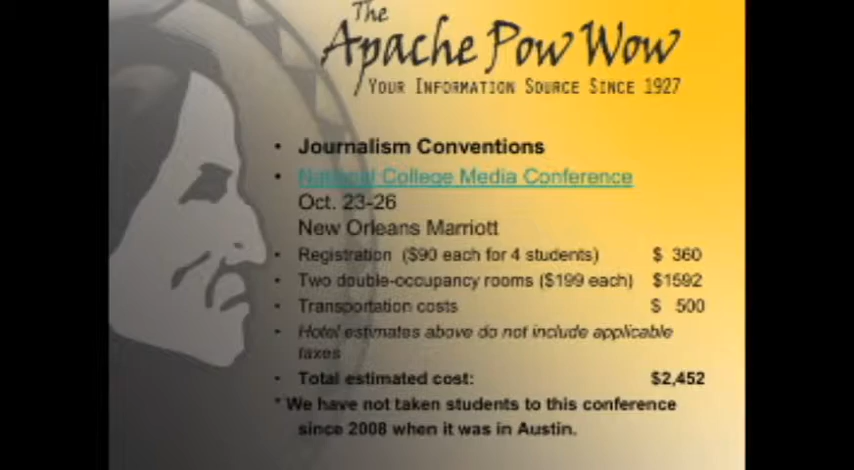 The
Apache Pow Wow
Your Information Source Since 1927
• Journalism Conventions
• National College Media Conference
Oct. 23-26
New Orleans Marriott
• Registration ($90 each for 4 students) $ 360
• Two double-occupancy rooms ($199 each) $1592
• Transportation costs $ 500
• Hotel estimates above do not include applicable
taxes
• Total estimated cost: $2,452
* We have not taken students to this conference
since 2008 when it was in Austin.